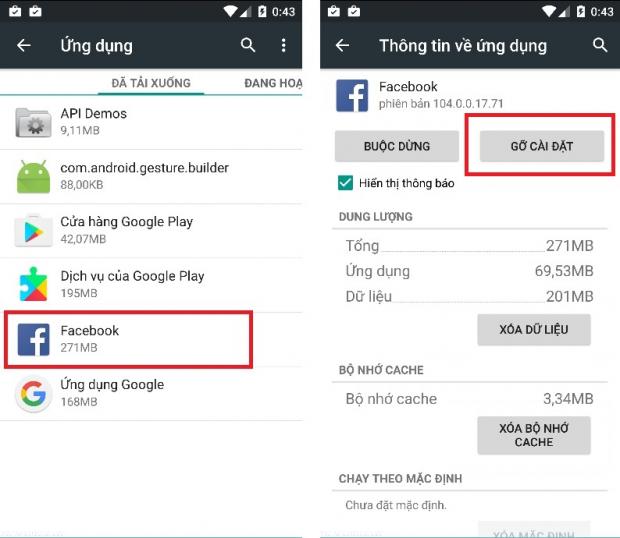 0:43
Ứng dụng
ĐÃ TẢI XUỐNG
ĐANG HOẠ
API Demos
9,11MB
com.android.gesture.builder
88,00KB
Cửa hàng Google Play
42,07MB
Dịch vụ của Google Play
195MB
Facebook
271MB
Ứng dụng Google
168MB
0:43
Thông tin về ứng dụng
Facebook
phiên bản 104.0.0.17.71
BUỘC DỪNG
GỠ CÀI ĐẶT
Hiển thị thông báo
DUNG LƯỢNG
Tổng 271MB
Ứng dụng 69,53MB
Dữ liệu 201MB
XÓA DỮ LIỆU
BỘ NHỚ CACHE
Bộ nhớ cache 3,34MB
XÓA BỘ NHỚ
CACHE
CHẠY THEO MẶC ĐỊNH
Chưa đặt mặc định.
XÓA MẶC ĐỊNH